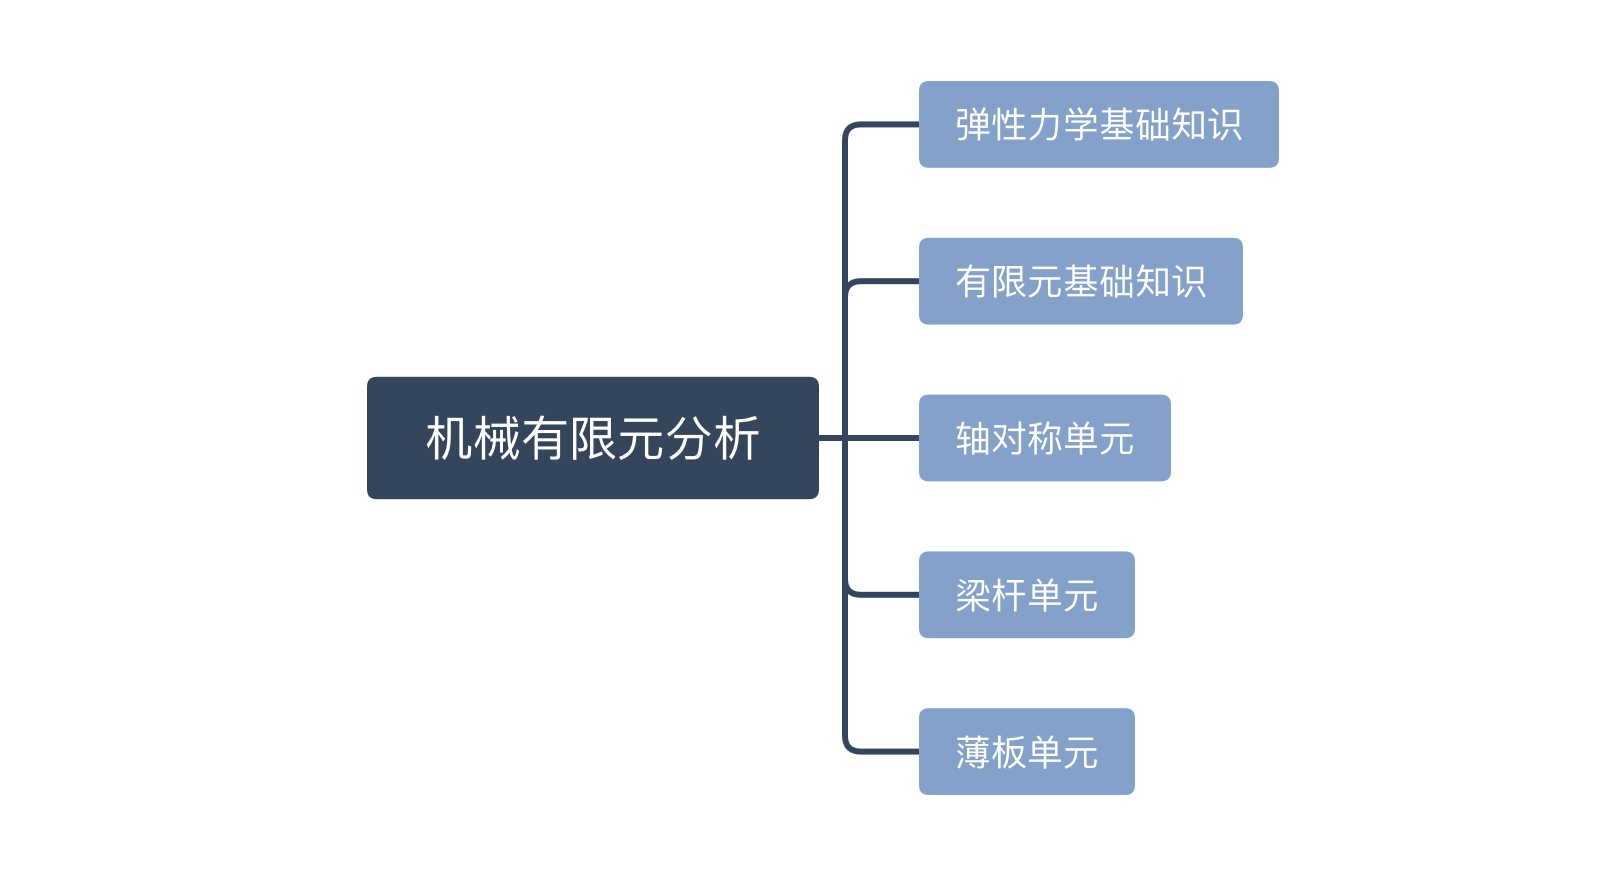 弹性力学基础知识
有限元基础知识
机械有限元分析
轴对称单元
梁杆单元
薄板单元